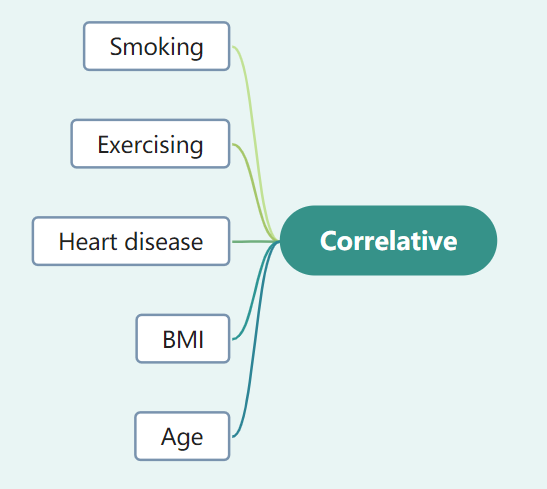 Smoking
Exercising
Heart disease
Correlative
BMI
Age